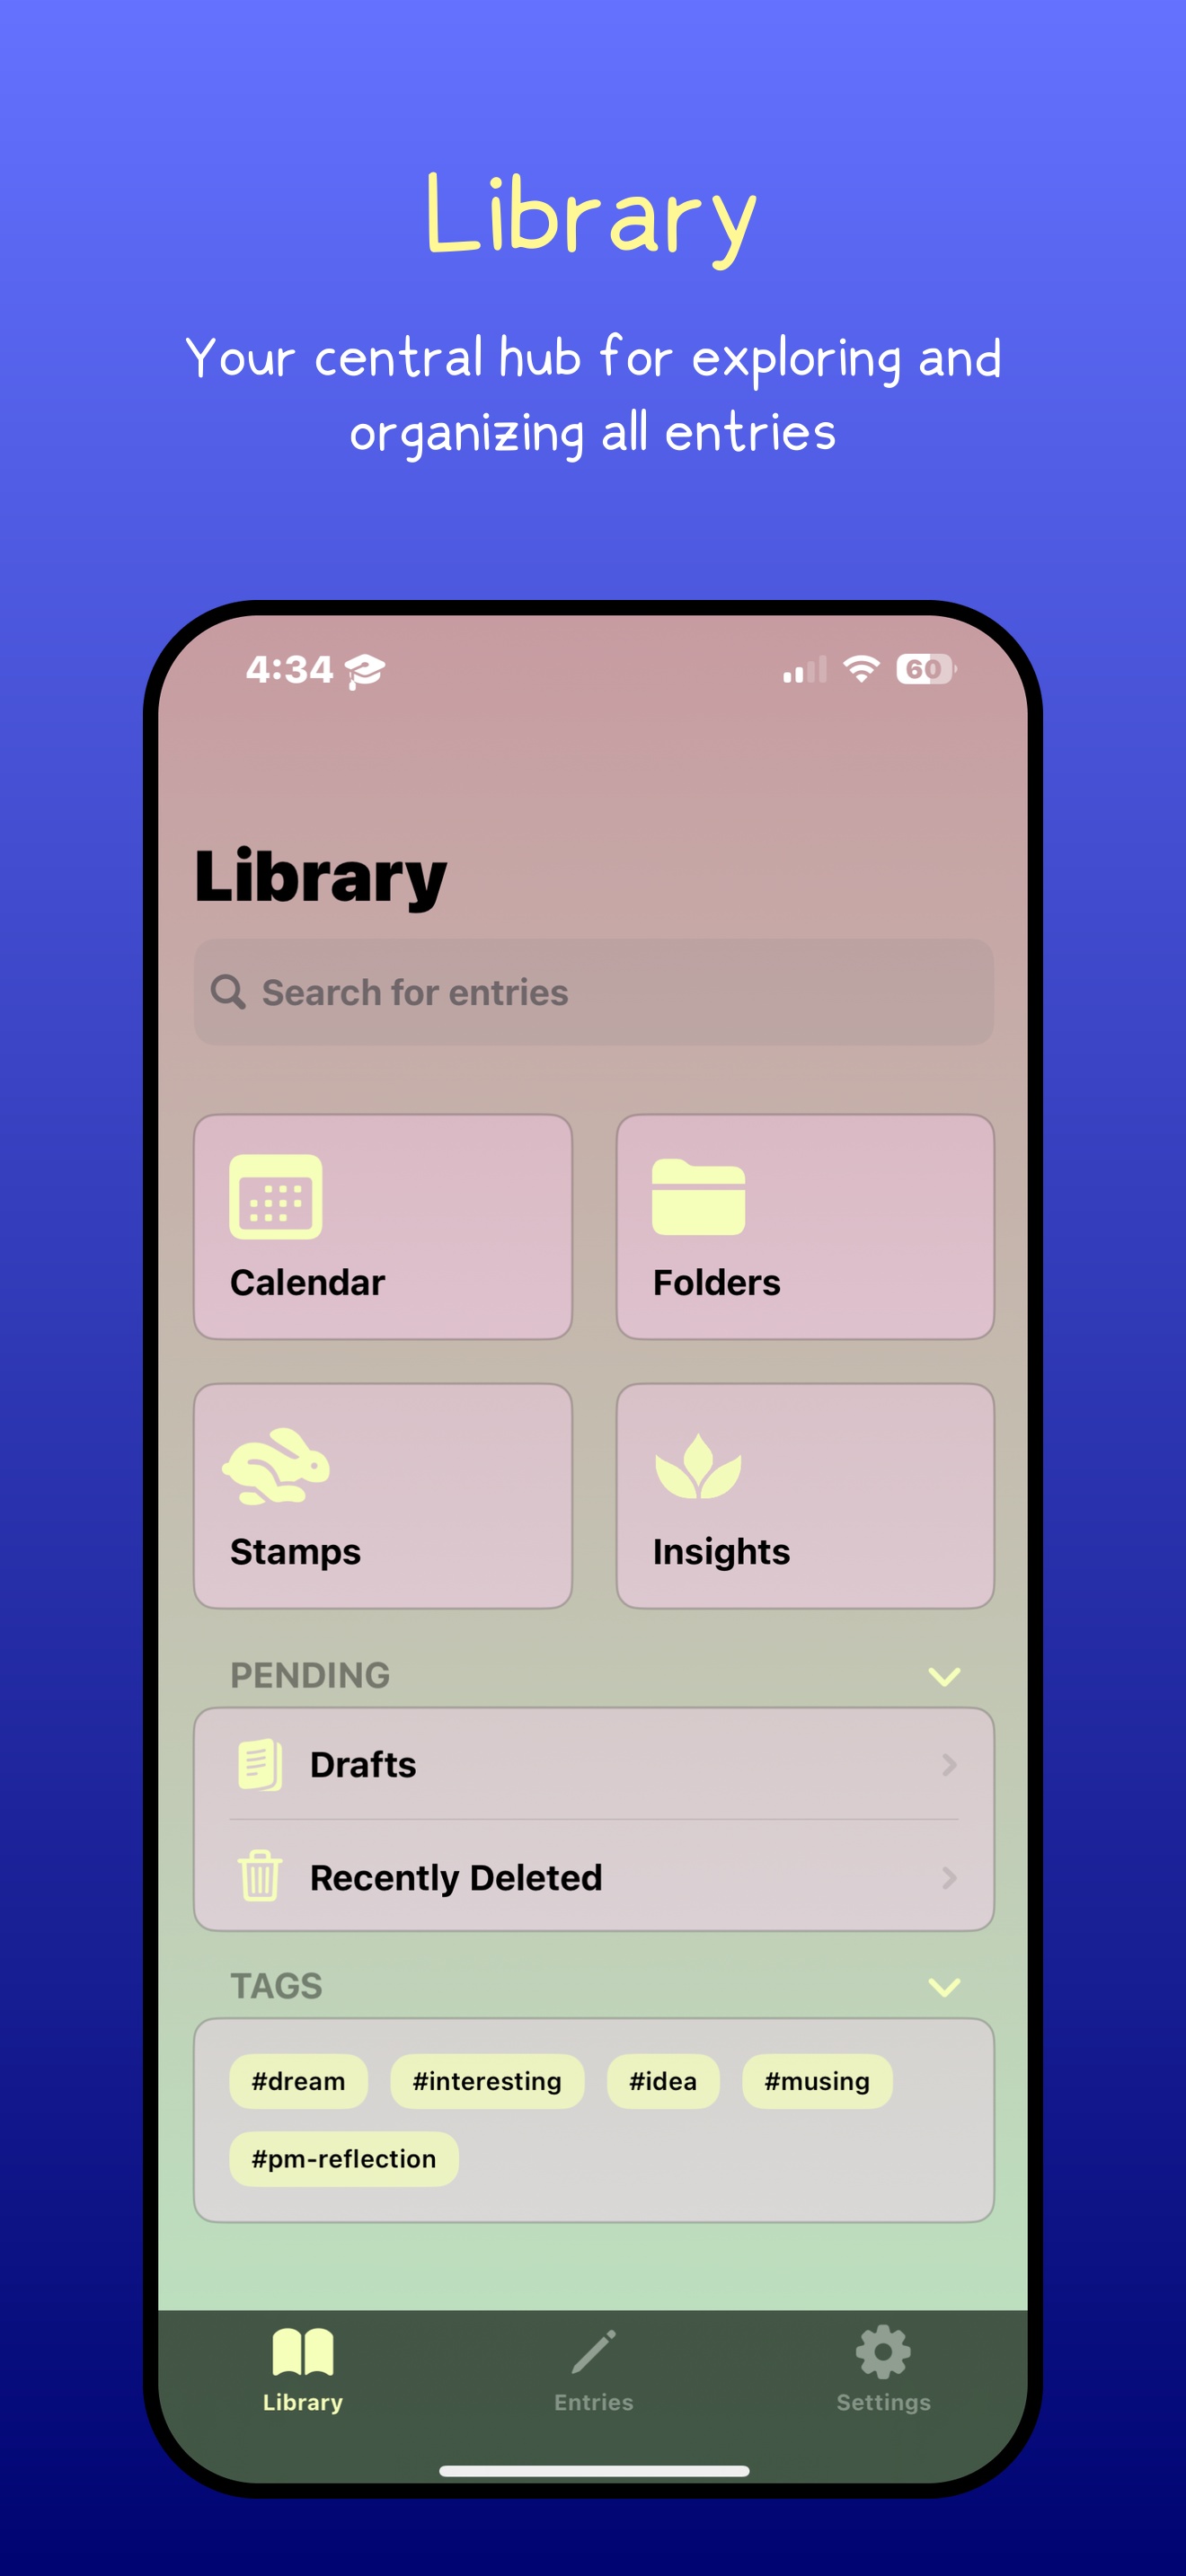 Library
Your central hub for exploring and
organizing all entries
4:34
60
Library
Search for entries
Calendar
Folders
Stamps
Insights
PENDING
Drafts
Recently Deleted
TAGS
#dream #interesting #idea #musing
#pm-reflection
Library Entries Settings